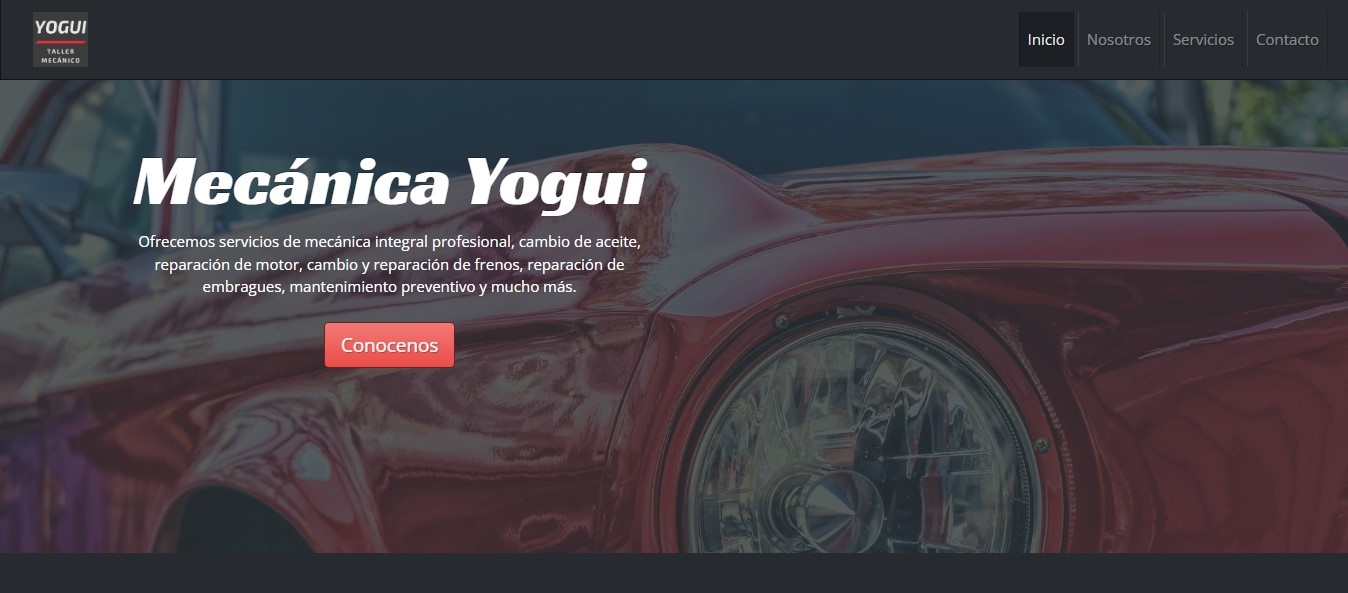 YOGUI
TALLER
MECÁNICO
Inicio
Nosotros
Servicios
Contacto
Mecánica Yogui
Ofrecemos servicios de mecánica integral profesional, cambio de aceite,
reparación de motor, cambio y reparación de frenos, reparación de
embragues, mantenimiento preventivo y mucho más.
Conocenos